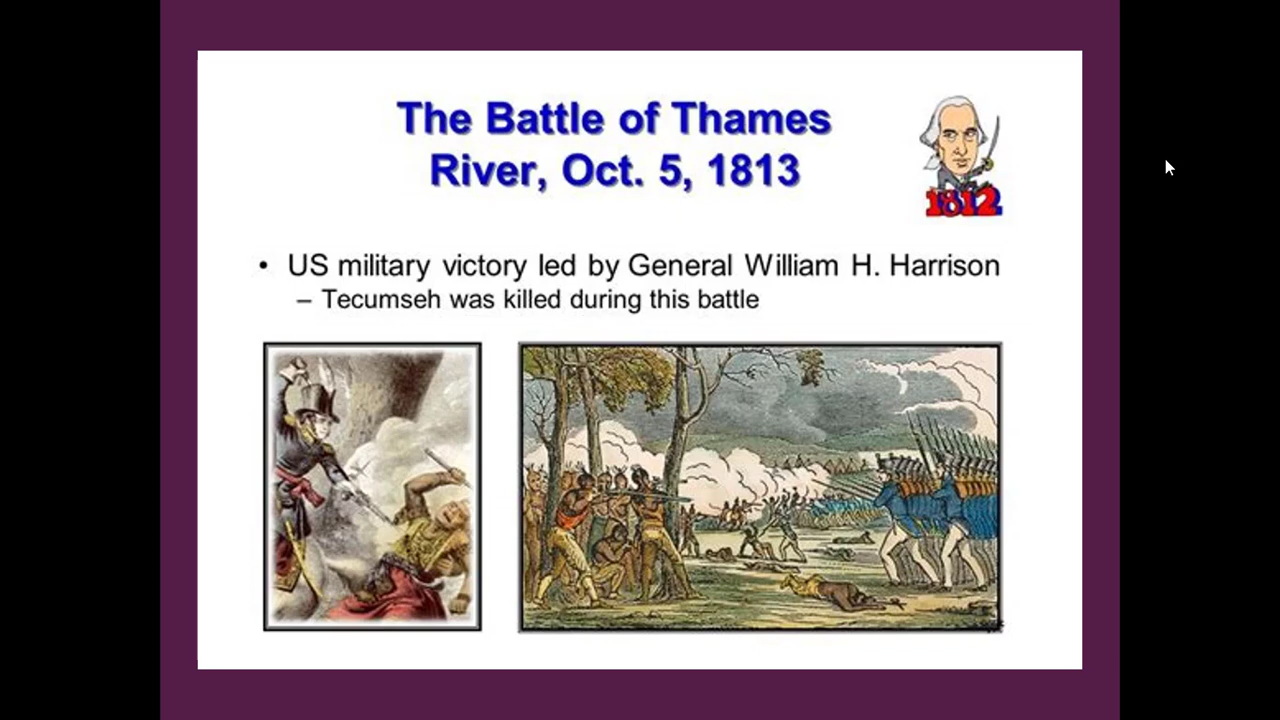 The Battle of Thames
River, Oct. 5, 1813
1812
• US military victory led by General William H. Harrison
– Tecumseh was killed during this battle